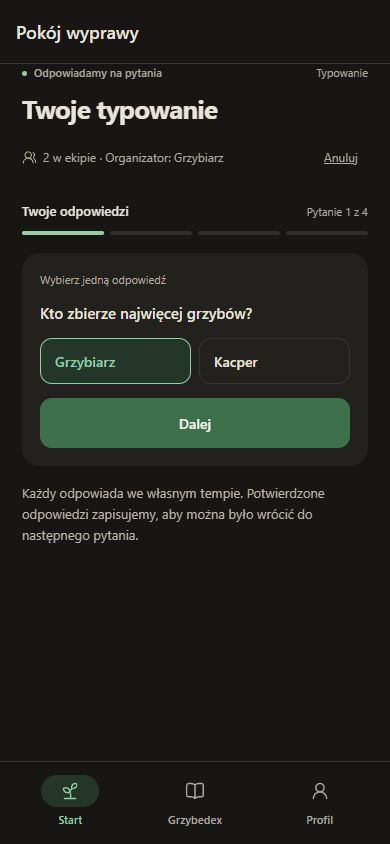 Pokój wyprawy
Odpowiadamy na pytania
Typowanie
Twoje typowanie
2 w ekipie · Organizator: Grzybiarz
Anuluj
Twoje odpowiedzi
Pytanie 1 z 4
Wybierz jedną odpowiedź
Kto zbierze najwięcej grzybów?
Grzybiarz
Kacper
Dalej
Każdy odpowiada we własnym tempie. Potwierdzone
odpowiedzi zapisujemy, aby można było wrócić do
następnego pytania.
Start
Grzybedex
Profil